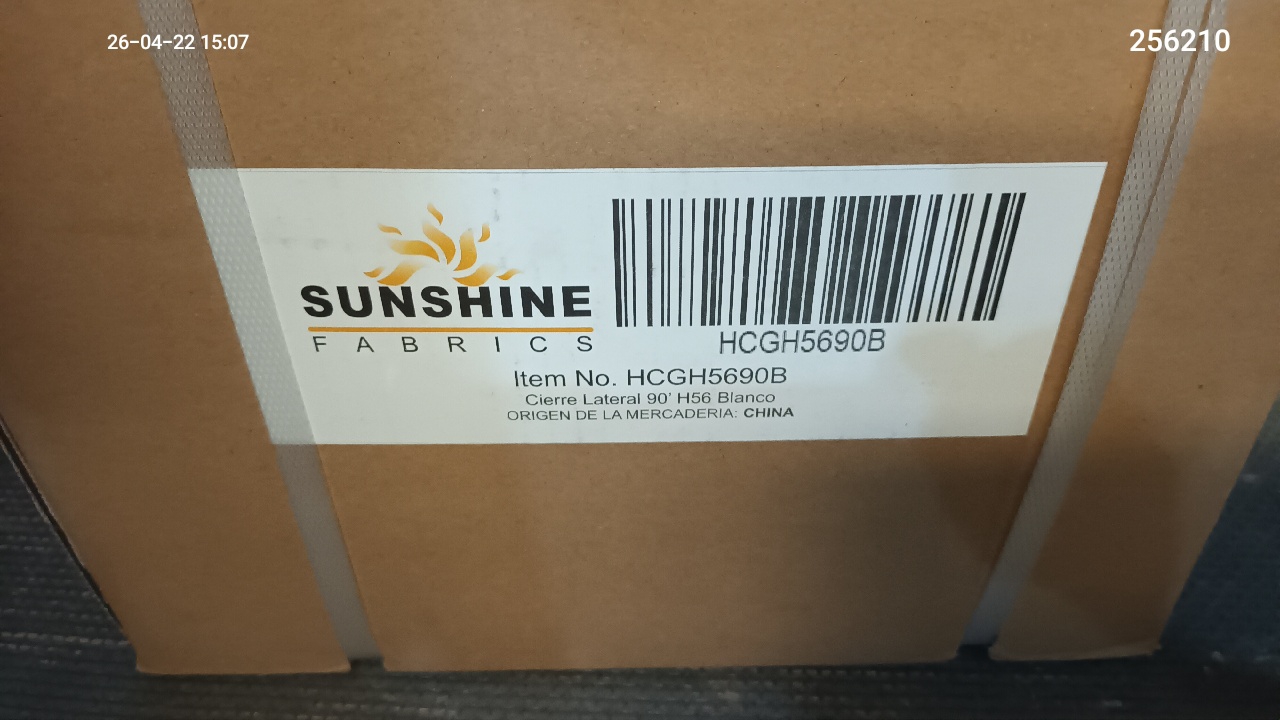 26-04-22 15:07
256210
SUNSHINE
FABRICS
HCGH5690B
Item No. HCGH5690B
Cierre Lateral 90' H56 Blanco
ORIGEN DE LA MERCADERIA: CHINA